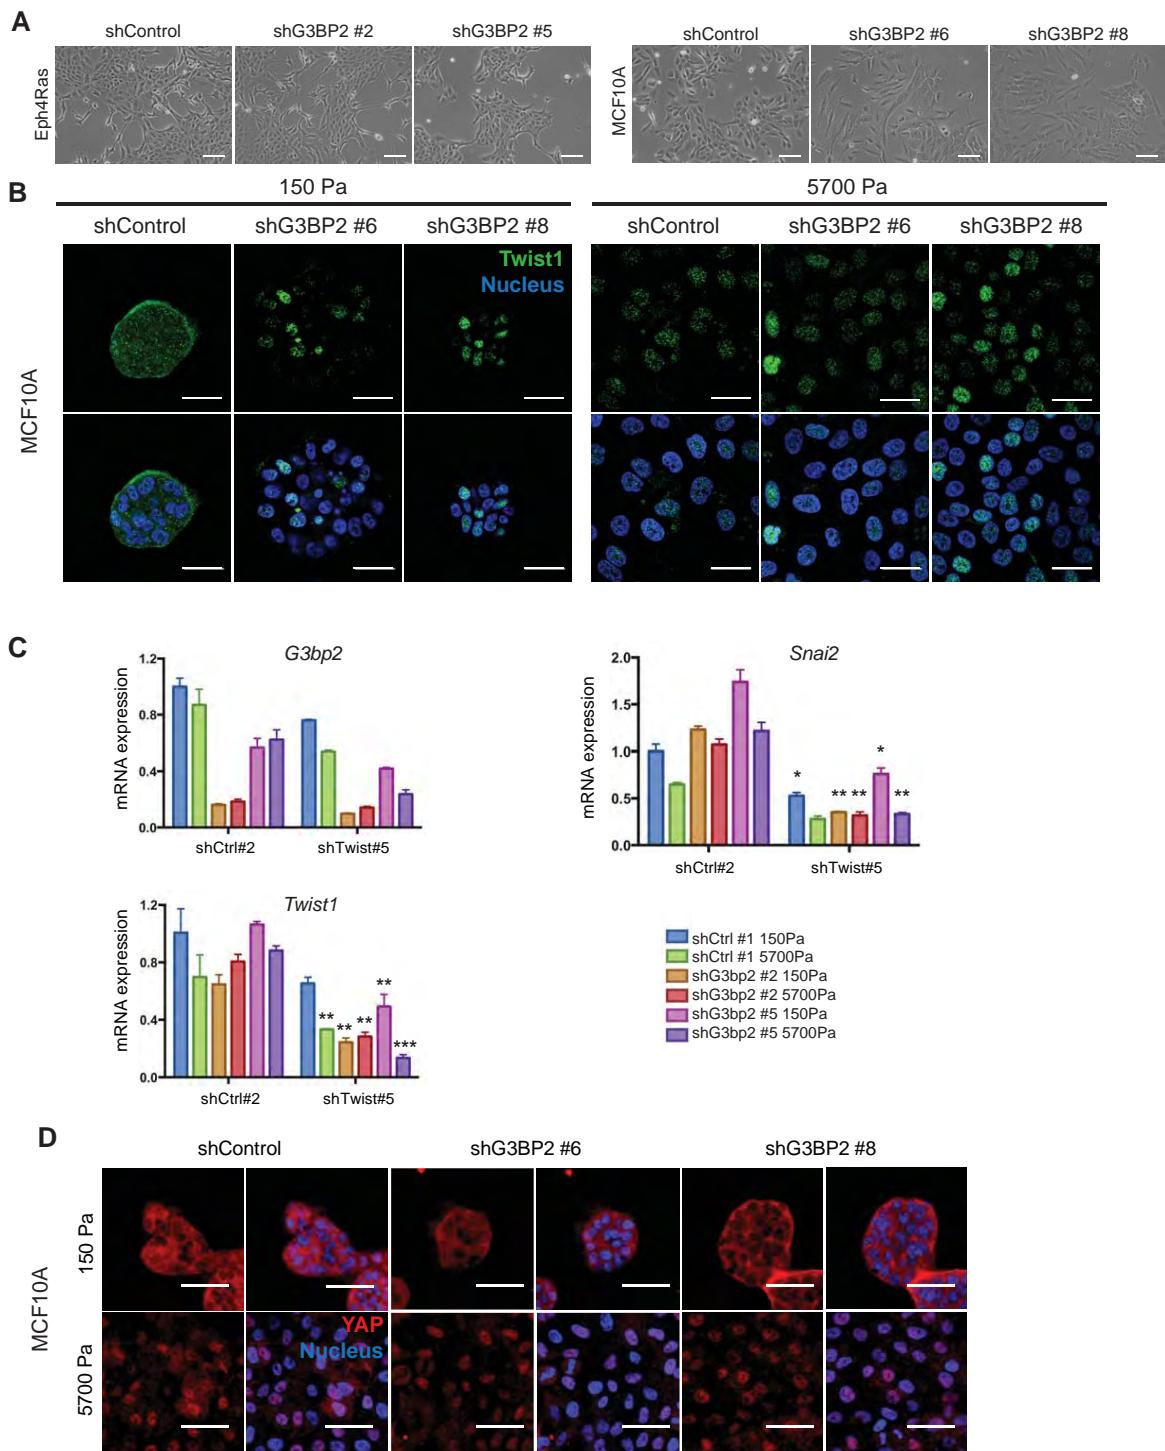 A
shControl
shG3BP2 #2
shG3BP2 #5
shControl
shG3BP2 #6
shG3BP2 #8
Eph4Ras
MCF10A
B
150 Pa
5700 Pa
shControl
shG3BP2 #6
shG3BP2 #8
shControl
shG3BP2 #6
shG3BP2 #8
Twist1
Nucleus
MCF10A
C
G3bp2
mRNA expression
1.2
0.8
0.4
0.0
shCtrl#2
shTwist#5
Snai2
mRNA expression
2.0
1.5
1.0
0.5
0.0
*
**
**
*
**
shCtrl#2
shTwist#5
Twist1
mRNA expression
1.2
0.8
0.4
0.0
**
**
**
**
***
shCtrl#2
shTwist#5
shCtrl #1 150Pa
shCtrl #1 5700Pa
shG3bp2 #2 150Pa
shG3bp2 #2 5700Pa
shG3bp2 #5 150Pa
shG3bp2 #5 5700Pa
D
shControl
shG3BP2 #6
shG3BP2 #8
MCF10A
150 Pa
5700 Pa
YAP
Nucleus